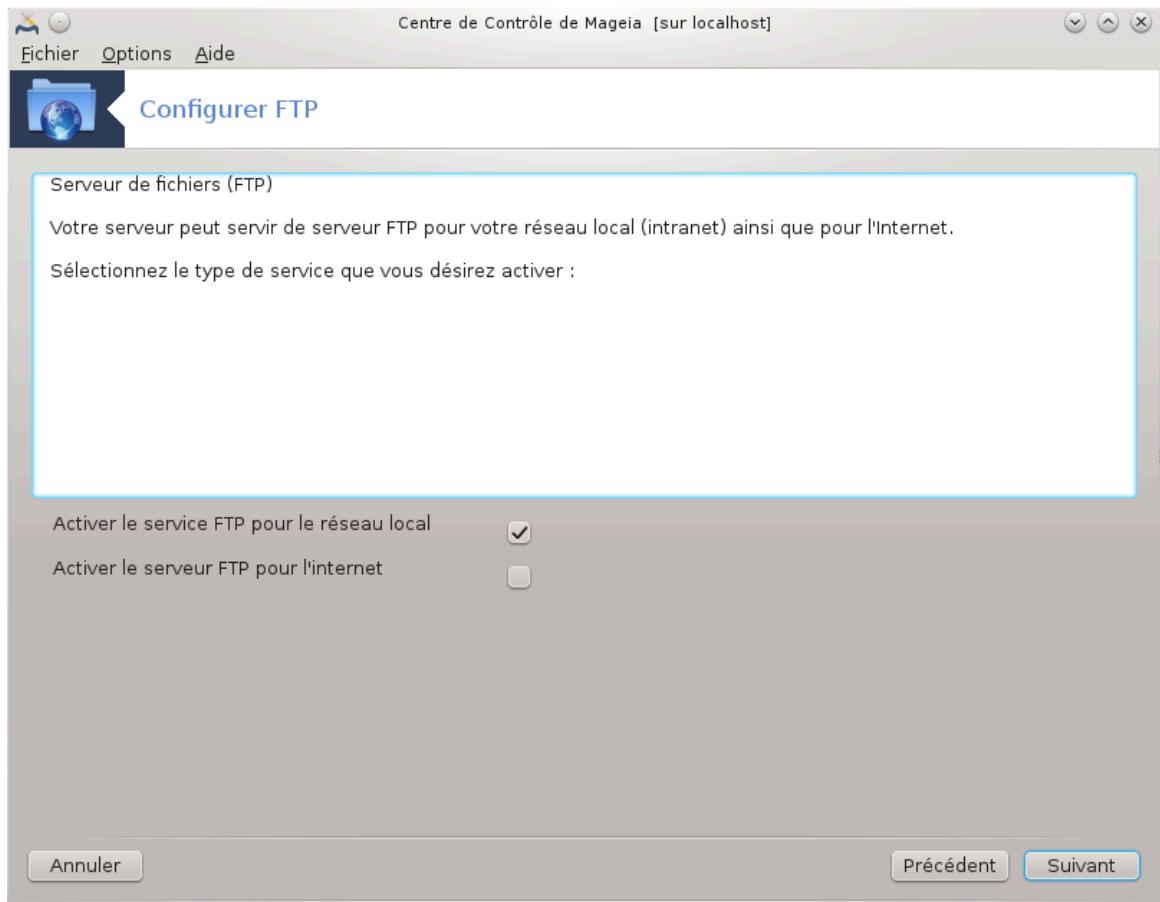 Centre de Contrôle de Mageia [sur localhost]
Fichier Options Aide
Configurer FTP
Serveur de fichiers (FTP)
Votre serveur peut servir de serveur FTP pour votre réseau local (intranet) ainsi que pour l'Internet.
Sélectionnez le type de service que vous désirez activer :
Activer le service FTP pour le réseau local
Activer le serveur FTP pour l'internet
Annuler Précédent Suivant